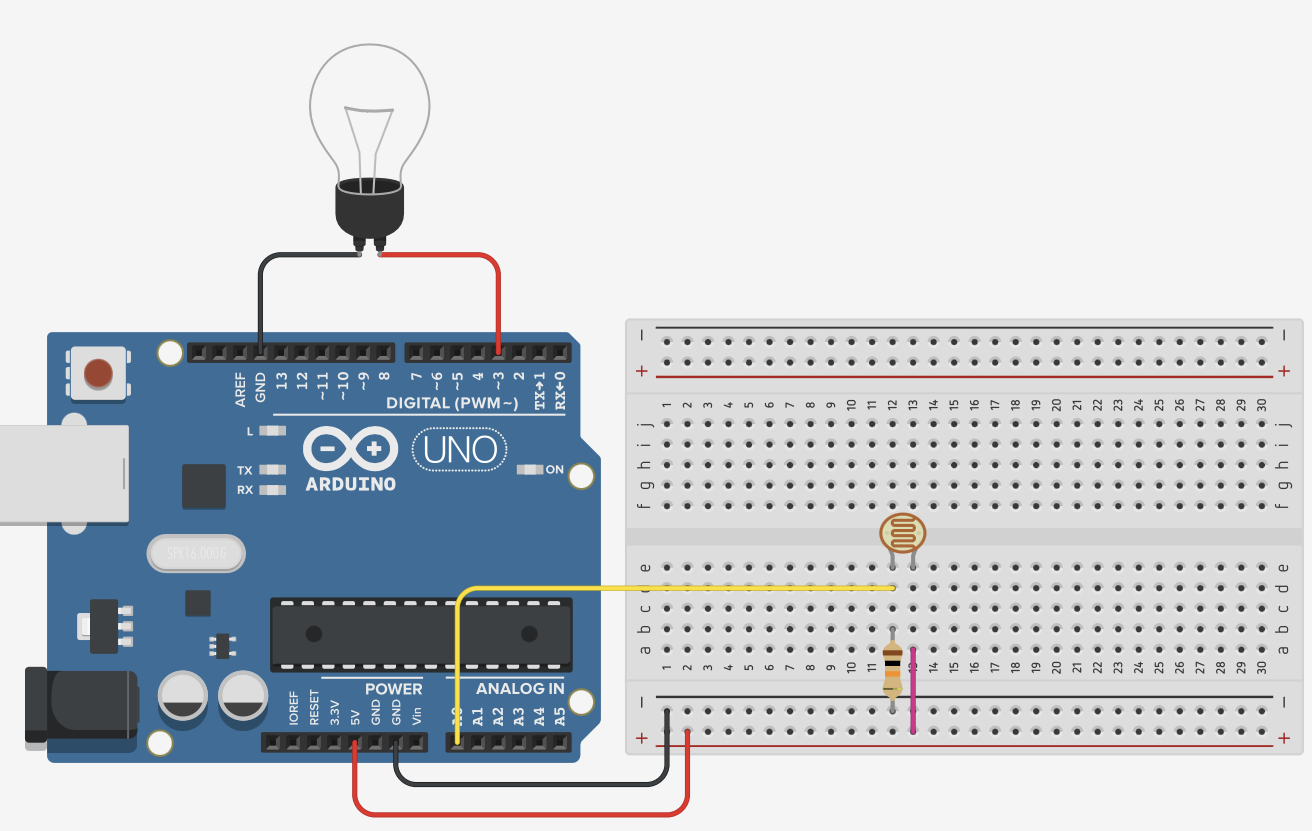 AREF
GND
13
12
~11
~10
~9
8
7
~6
~5
4
~3
2
TX→1
RX←0
DIGITAL (PWM~)
L
TX
RX
ARDUINO
UNO
ON
SPK16.000G
IOREF
RESET
3.3V
5V
GND
GND
Vin
POWER
ANALOG IN
A0
A1
A2
A3
A4
A5
− −
+ +
1 2 3 4 5 6 7 8 9 10 11 12 13 14 15 16 17 18 19 20 21 22 23 24 25 26 27 28 29 30
j j
i i
h h
g g
f f
e e
d d
c c
b b
a a
1 2 3 4 5 6 7 8 9 10 11 12 13 14 15 16 17 18 19 20 21 22 23 24 25 26 27 28 29 30
− −
+ +